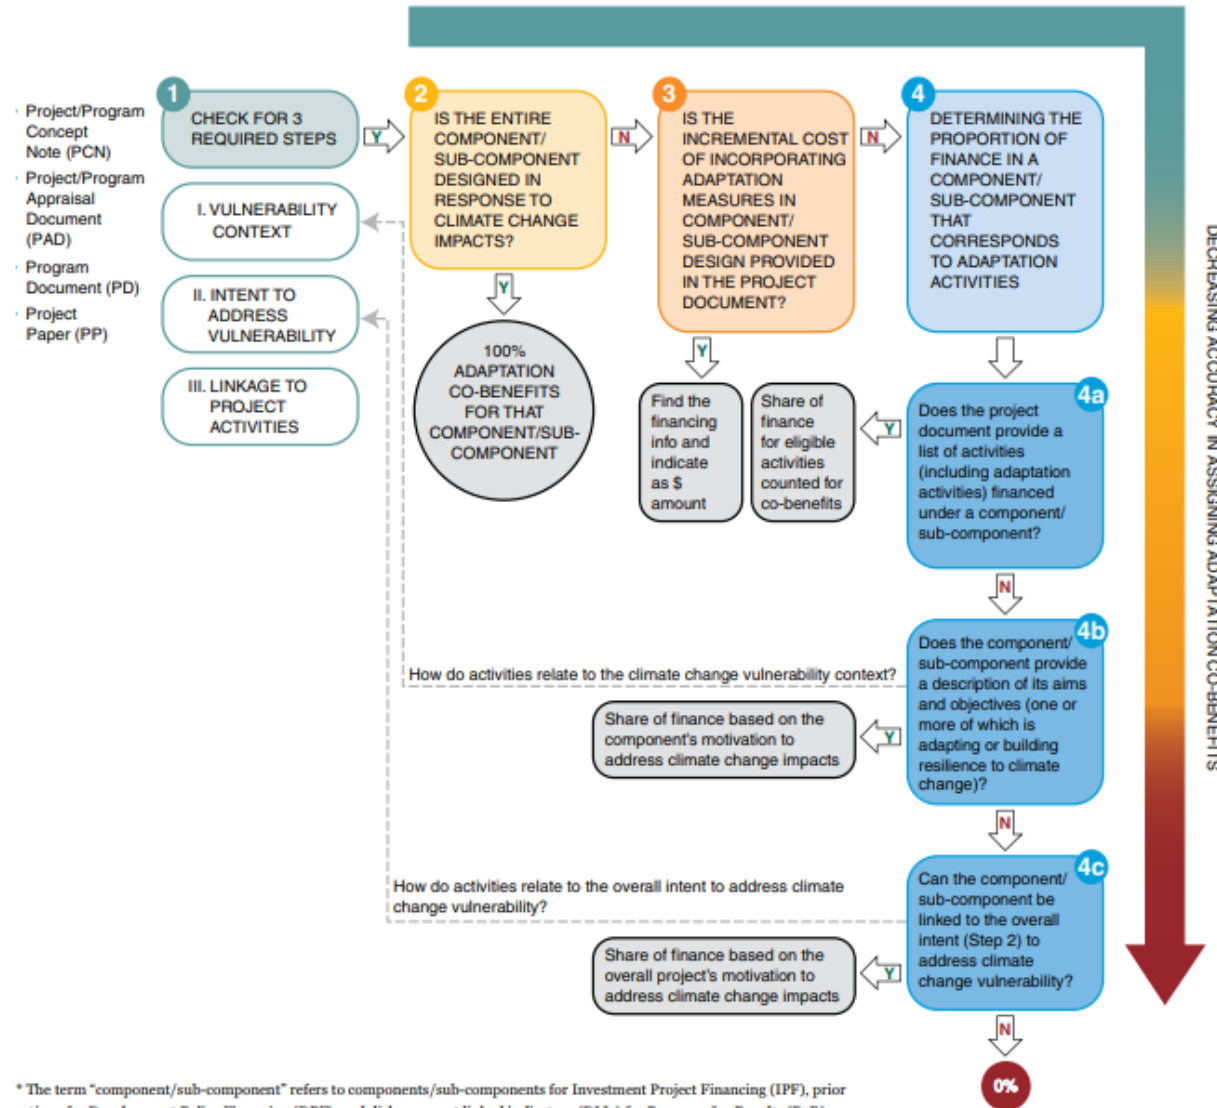 Project/Program
Concept
Note (PCN)
Project/Program
Appraisal
Document
(PAD)
Program
Document (PD)
Project
Paper (PP)
1
CHECK FOR 3
REQUIRED STEPS
Y
I. VULNERABILITY
CONTEXT
II. INTENT TO
ADDRESS
VULNERABILITY
III. LINKAGE TO
PROJECT
ACTIVITIES
2
IS THE ENTIRE
COMPONENT/
SUB-COMPONENT
DESIGNED IN
RESPONSE TO
CLIMATE CHANGE
IMPACTS?
N
Y
100%
ADAPTATION
CO-BENEFITS
FOR THAT
COMPONENT/SUB-
COMPONENT
3
IS THE
INCREMENTAL COST
OF INCORPORATING
ADAPTATION
MEASURES IN
COMPONENT/
SUB-COMPONENT
DESIGN PROVIDED
IN THE PROJECT
DOCUMENT?
N
Y
Find the
financing
info and
indicate
as $
amount
4
DETERMINING THE
PROPORTION OF
FINANCE IN A
COMPONENT/
SUB-COMPONENT
THAT
CORRESPONDS
TO ADAPTATION
ACTIVITIES
4a
Does the project
document provide a
list of activities
(including adaptation
activities) financed
under a component/
sub-component?
Y
Share of
finance
for eligible
activities
counted for
co-benefits
N
4b
Does the component/
sub-component provide
a description of its aims
and objectives (one or
more of which is
adapting or building
resilience to climate
change)?
How do activities relate to the climate change vulnerability context?
Y
Share of finance based on the
component's motivation to
address climate change impacts
N
4c
Can the component/
sub-component be
linked to the overall
intent (Step 2) to
address climate
change vulnerability?
How do activities relate to the overall intent to address climate
change vulnerability?
Y
Share of finance based on the
overall project's motivation to
address climate change impacts
N
0%
DECREASING ACCURACY IN ASSIGNING ADAPTATION CO-BENEFITS
* The term "component/sub-component" refers to components/sub-components for Investment Project Financing (IPF), prior